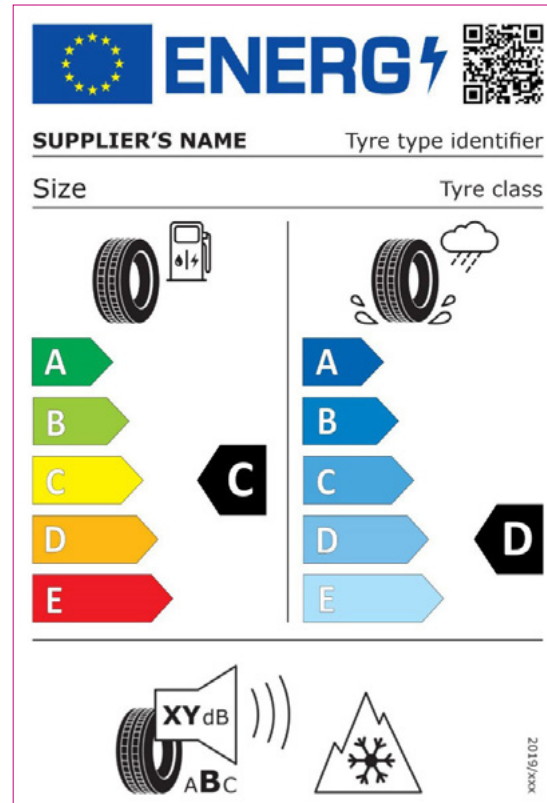 ENERG
SUPPLIER'S NAME Tyre type identifier
Size Tyre class
A
B
C
D
E
C
A
B
C
D
E
D
XYdB
ABC
2019/xxx